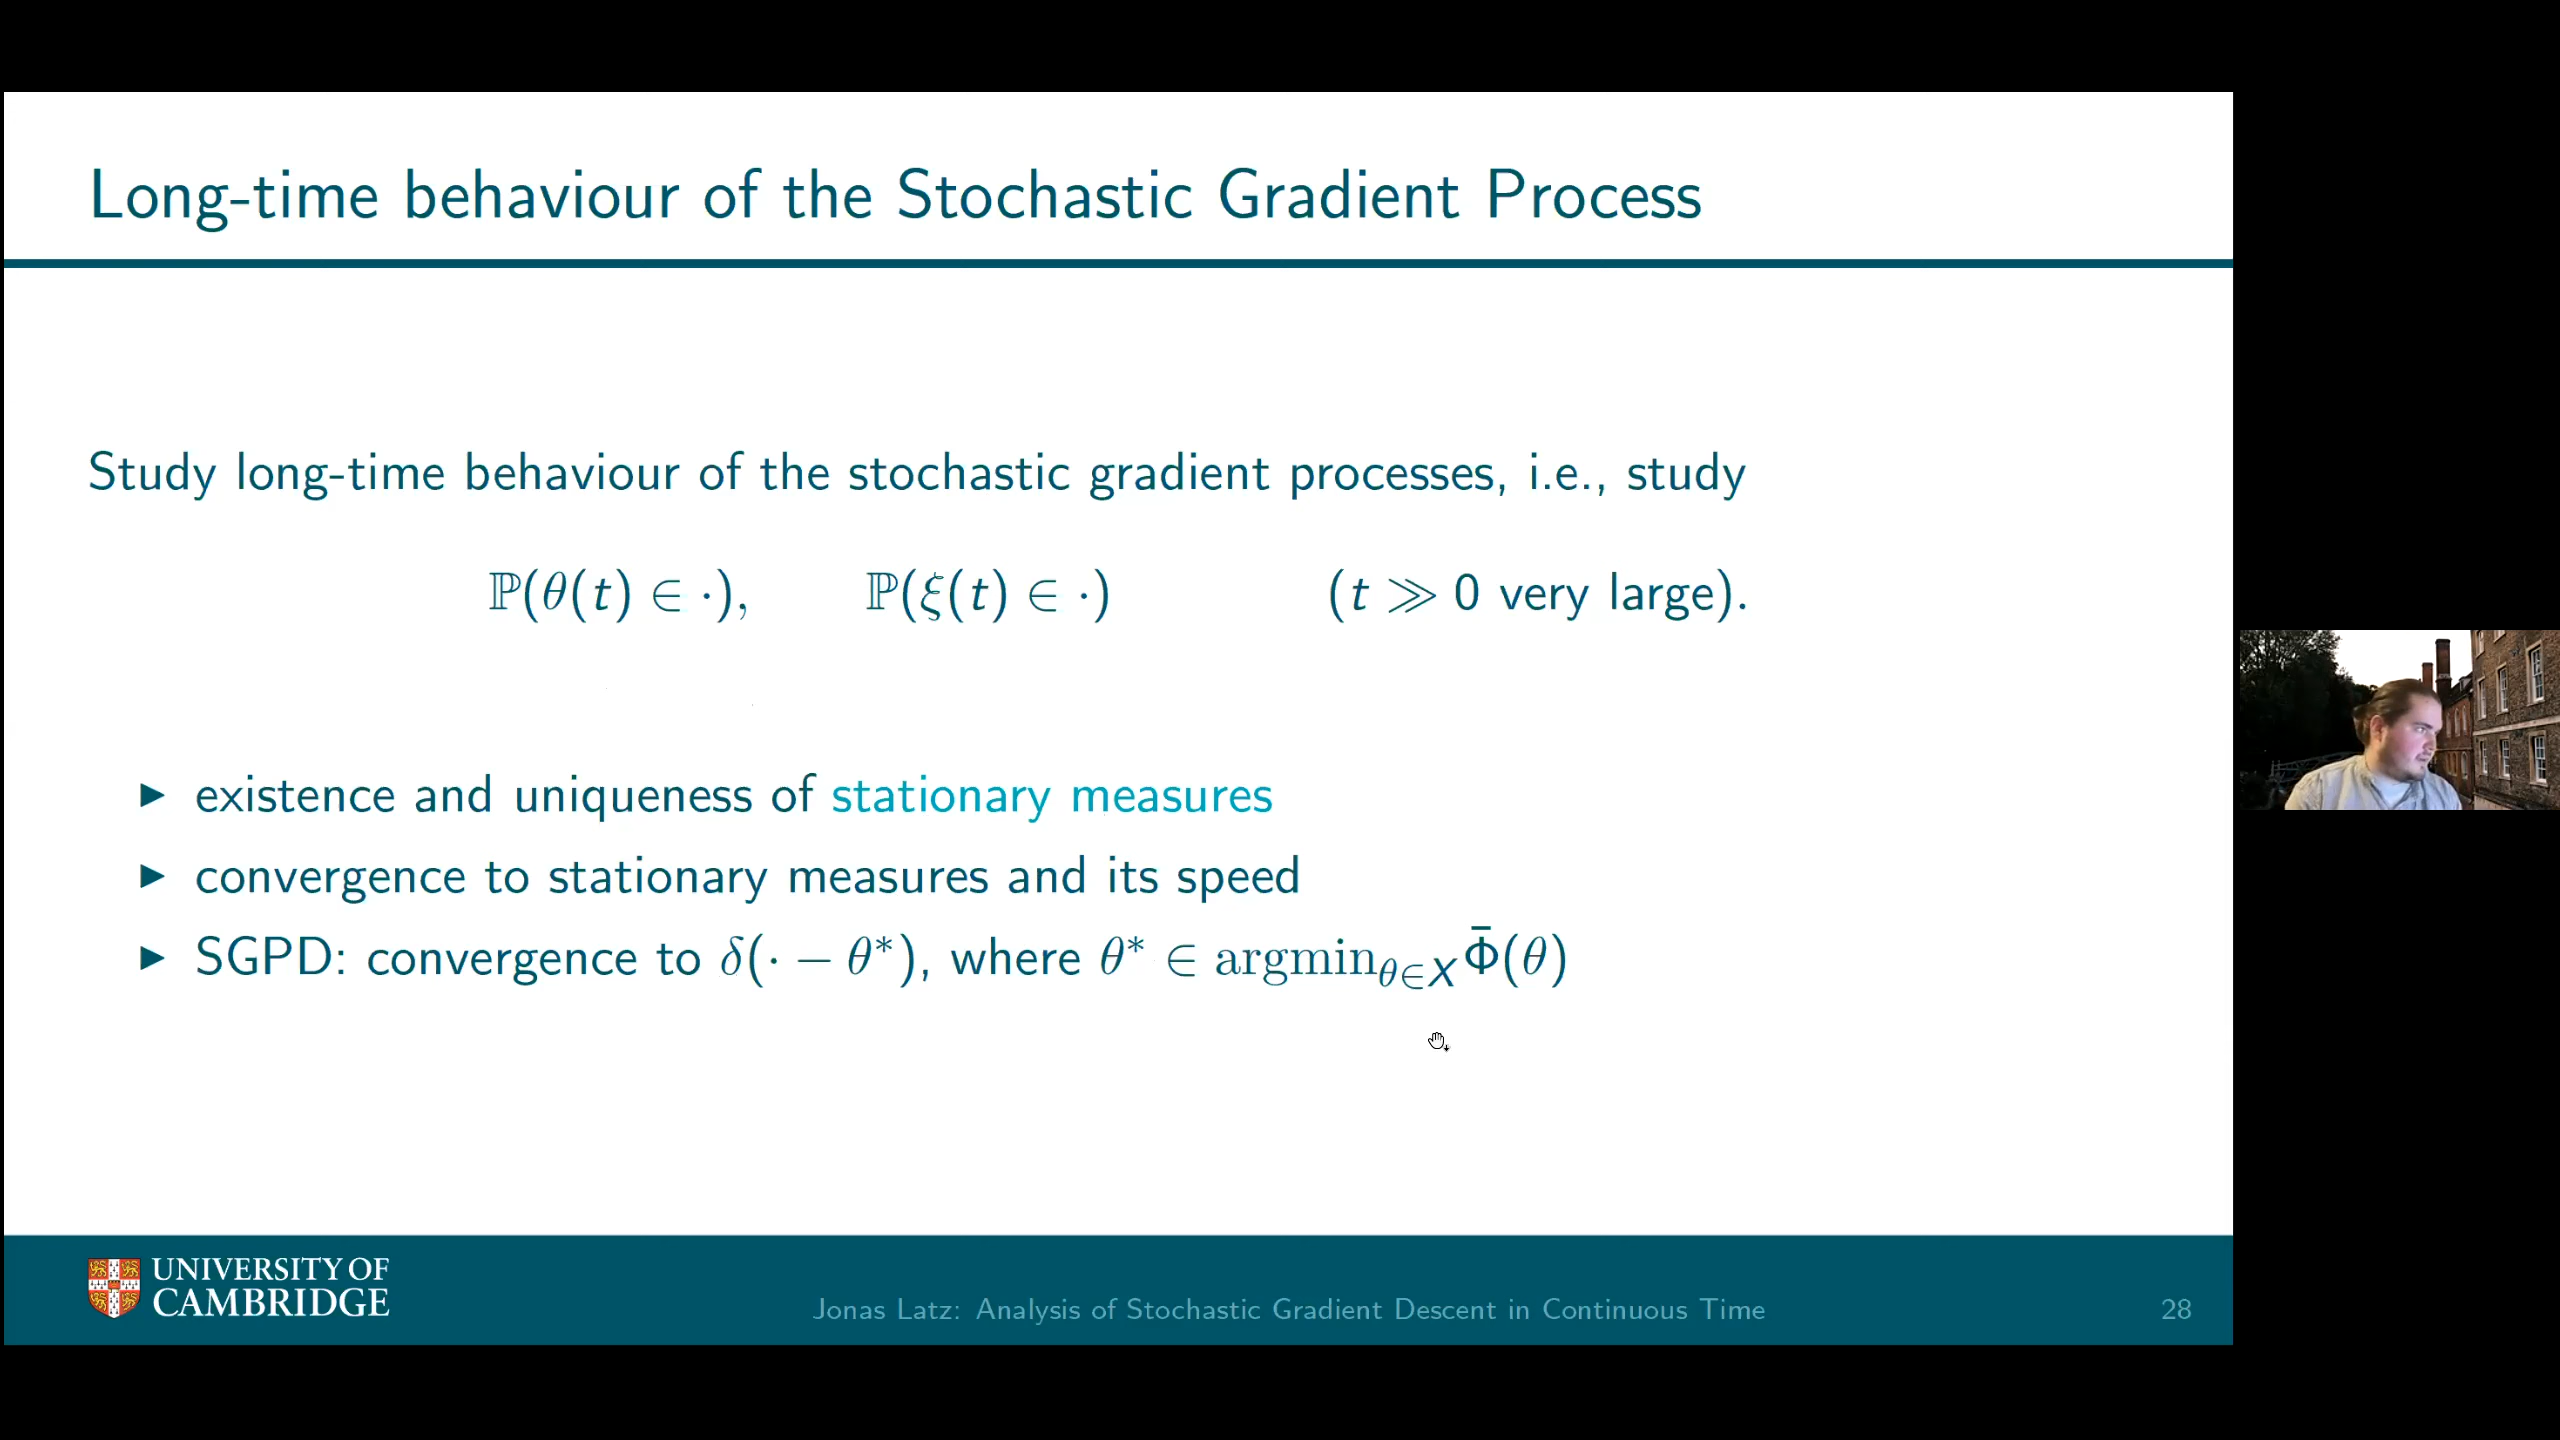 Long-time behaviour of the Stochastic Gradient Process
Study long-time behaviour of the stochastic gradient processes, i.e., study
ℙ(θ(t) ∈ ·), ℙ(ξ(t) ∈ ·) (t ≫ 0 very large).
▶ existence and uniqueness of stationary measures
▶ convergence to stationary measures and its speed
▶ SGPD: convergence to δ(· − θ*), where θ* ∈ argmin_{θ∈X} Φ̄(θ)
UNIVERSITY OF
CAMBRIDGE
Jonas Latz: Analysis of Stochastic Gradient Descent in Continuous Time
28